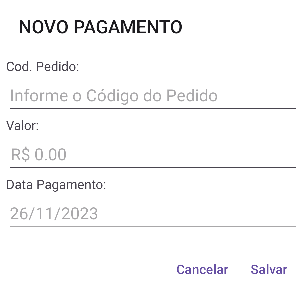 NOVO PAGAMENTO
Cod. Pedido:
Informe o Código do Pedido
Valor:
R$ 0.00
Data Pagamento:
26/11/2023
Cancelar Salvar